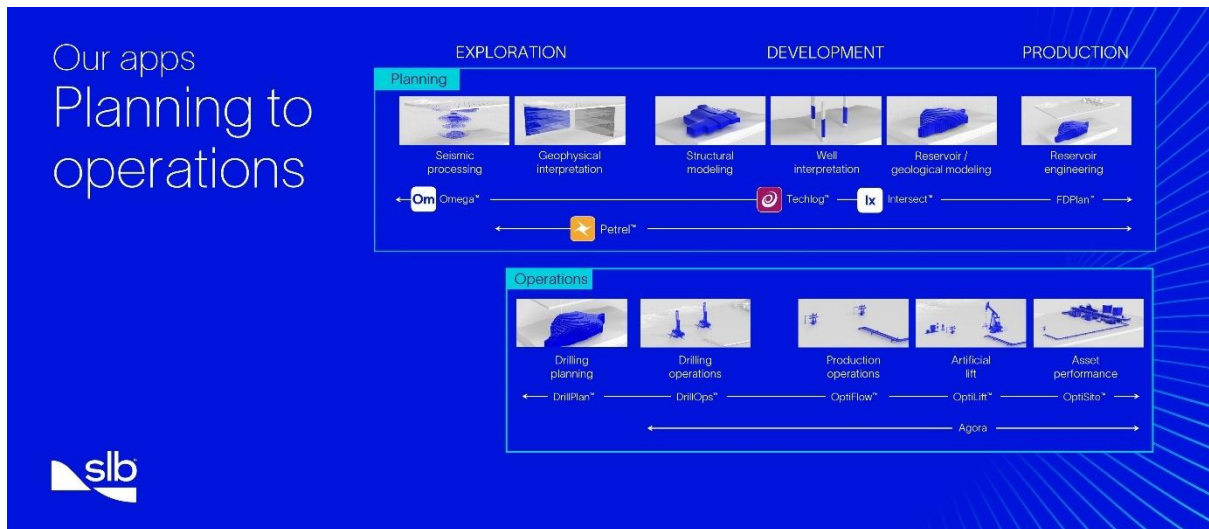 Our apps
Planning to
operations
EXPLORATION
DEVELOPMENT
PRODUCTION
Planning
Seismic
processing
Geophysical
interpretation
Structural
modeling
Well
interpretation
Reservoir /
geological modeling
Reservoir
engineering
Om Omega™
Techlog™
Ix Intersect™
FDPlan™
Petrel™
Operations
Drilling
planning
Drilling
operations
Production
operations
Artificial
lift
Asset
performance
DrillPlan™
DrillOps™
OptiFlow™
OptiLift™
OptiSite™
Agora
slb